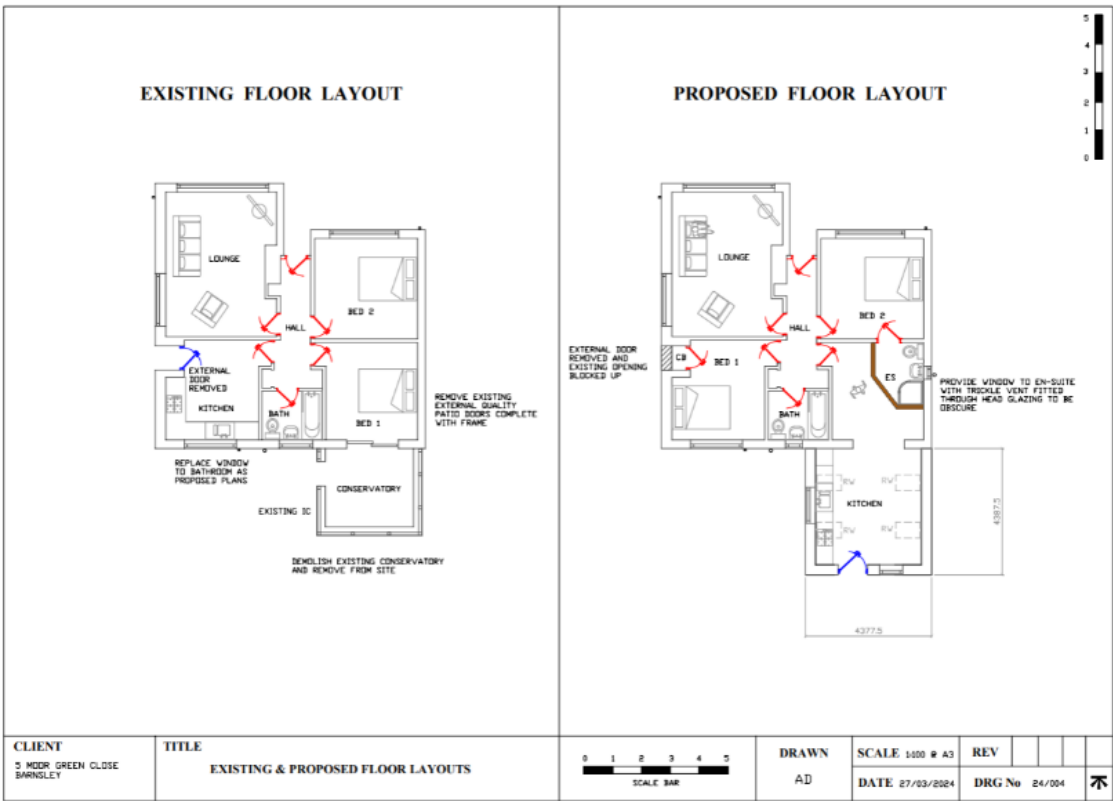 EXISTING FLOOR LAYOUT
LOUNGE
BED 2
HALL
EXTERNAL
DOOR
REMOVED
KITCHEN
BATH
BED 1
REMOVE EXISTING
EXTERNAL QUALITY
PATIO DOORS COMPLETE
WITH FRAME
REPLACE WINDOW
TO BATHROOM AS
PROPOSED PLANS
CONSERVATORY
EXISTING IC
DEMOLISH EXISTING CONSERVATORY
AND REMOVE FROM SITE
PROPOSED FLOOR LAYOUT
5
4
3
2
1
0
LOUNGE
BED 2
HALL
EXTERNAL DOOR
REMOVED AND
EXISTING OPENING
BLOCKED UP
CB
BED 1
ES
BATH
PROVIDE WINDOW TO EN-SUITE
WITH TRICKLE VENT FITTED
THROUGH HEAD GLAZING TO BE
OBSCURE
RW
RW
KITCHEN
RW
RW
4387.5
4377.5
CLIENT
5 MOOR GREEN CLOSE
BARNSLEY
TITLE
EXISTING & PROPOSED FLOOR LAYOUTS
0 1 2 3 4 5
SCALE BAR
DRAWN
AD
SCALE 1:100 @ A3
REV
DATE 27/03/2024
DRG No 24/004